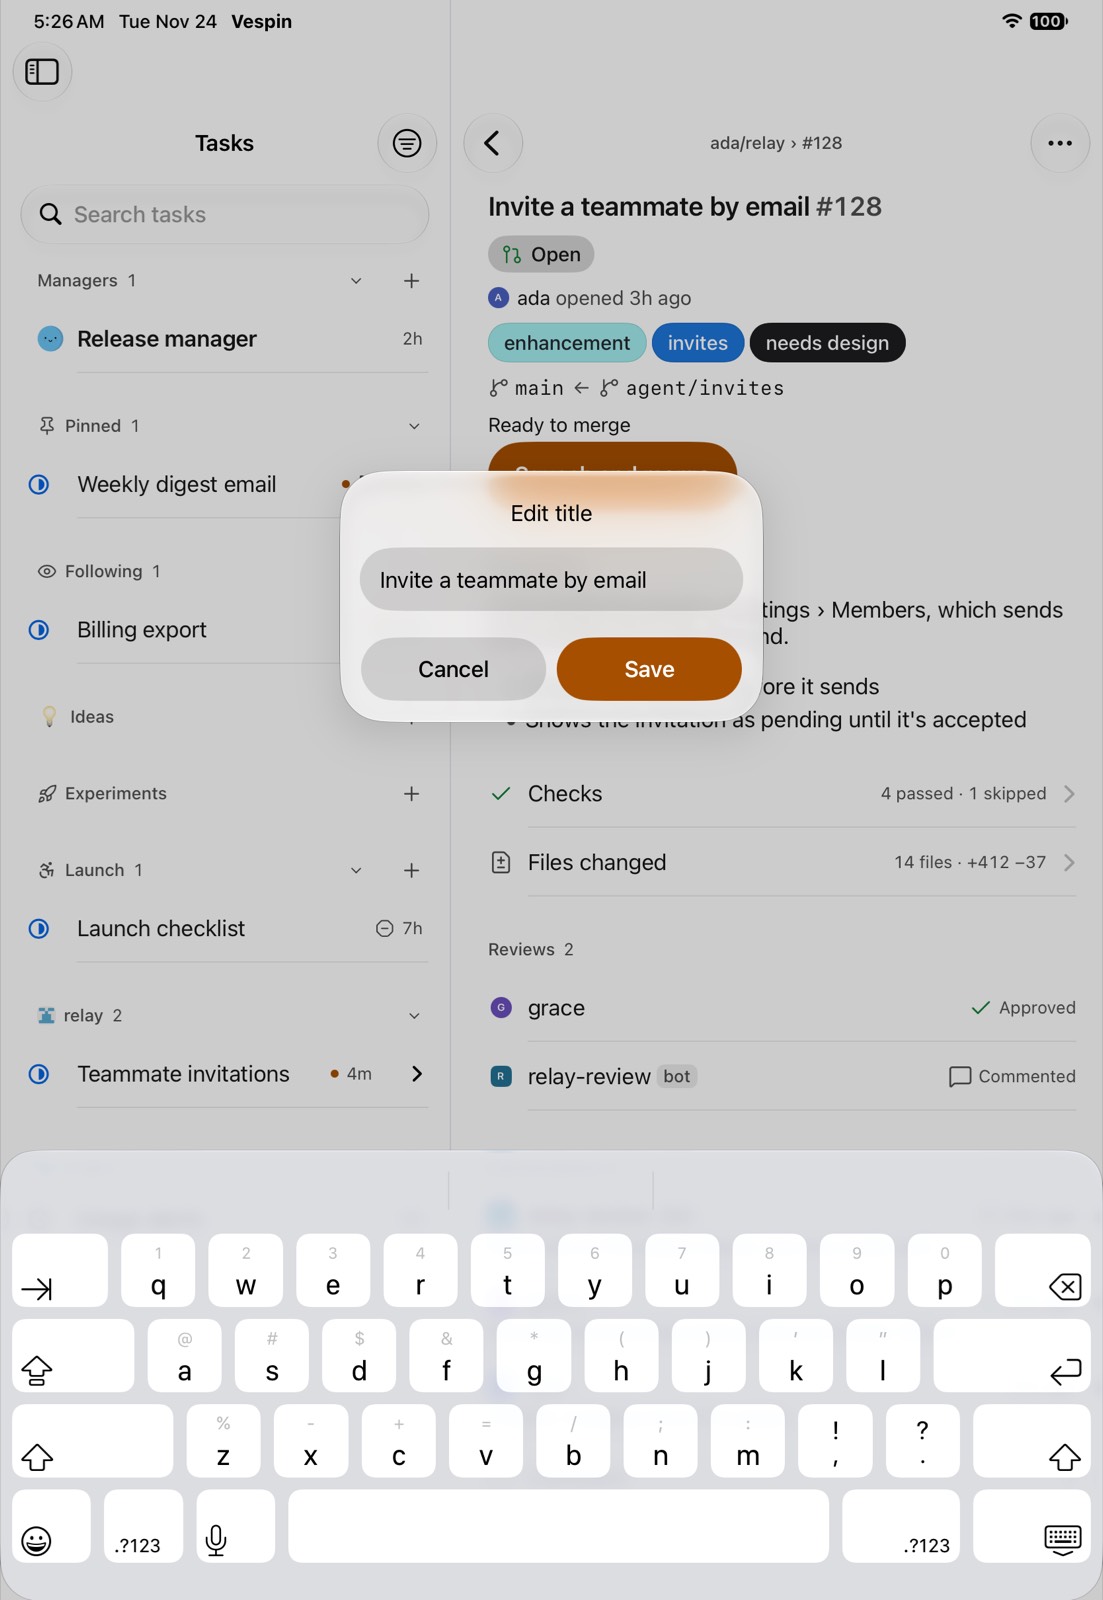 5:26 AM Tue Nov 24 Vespin
100
Tasks
Search tasks
Managers 1
Release manager 2h
Pinned 1
Weekly digest email
Following 1
Billing export
Ideas
Experiments
Launch 1
Launch checklist 7h
relay 2
Teammate invitations 4m
ada/relay › #128
Invite a teammate by email #128
Open
A ada opened 3h ago
enhancement invites needs design
main ← agent/invites
Ready to merge
Edit title
Invite a teammate by email
Cancel Save
tings › Members, which sends
nd.
ore it sends
Shows the invitation as pending until it's accepted
Checks 4 passed · 1 skipped
Files changed 14 files · +412 −37
Reviews 2
G grace Approved
R relay-review bot Commented
1 2 3 4 5 6 7 8 9 0
q w e r t y u i o p
@ # $ & * ( ) ' "
a s d f g h j k l
% - + = / ; : ! ?
z x c v b n m , .
.?123 .?123